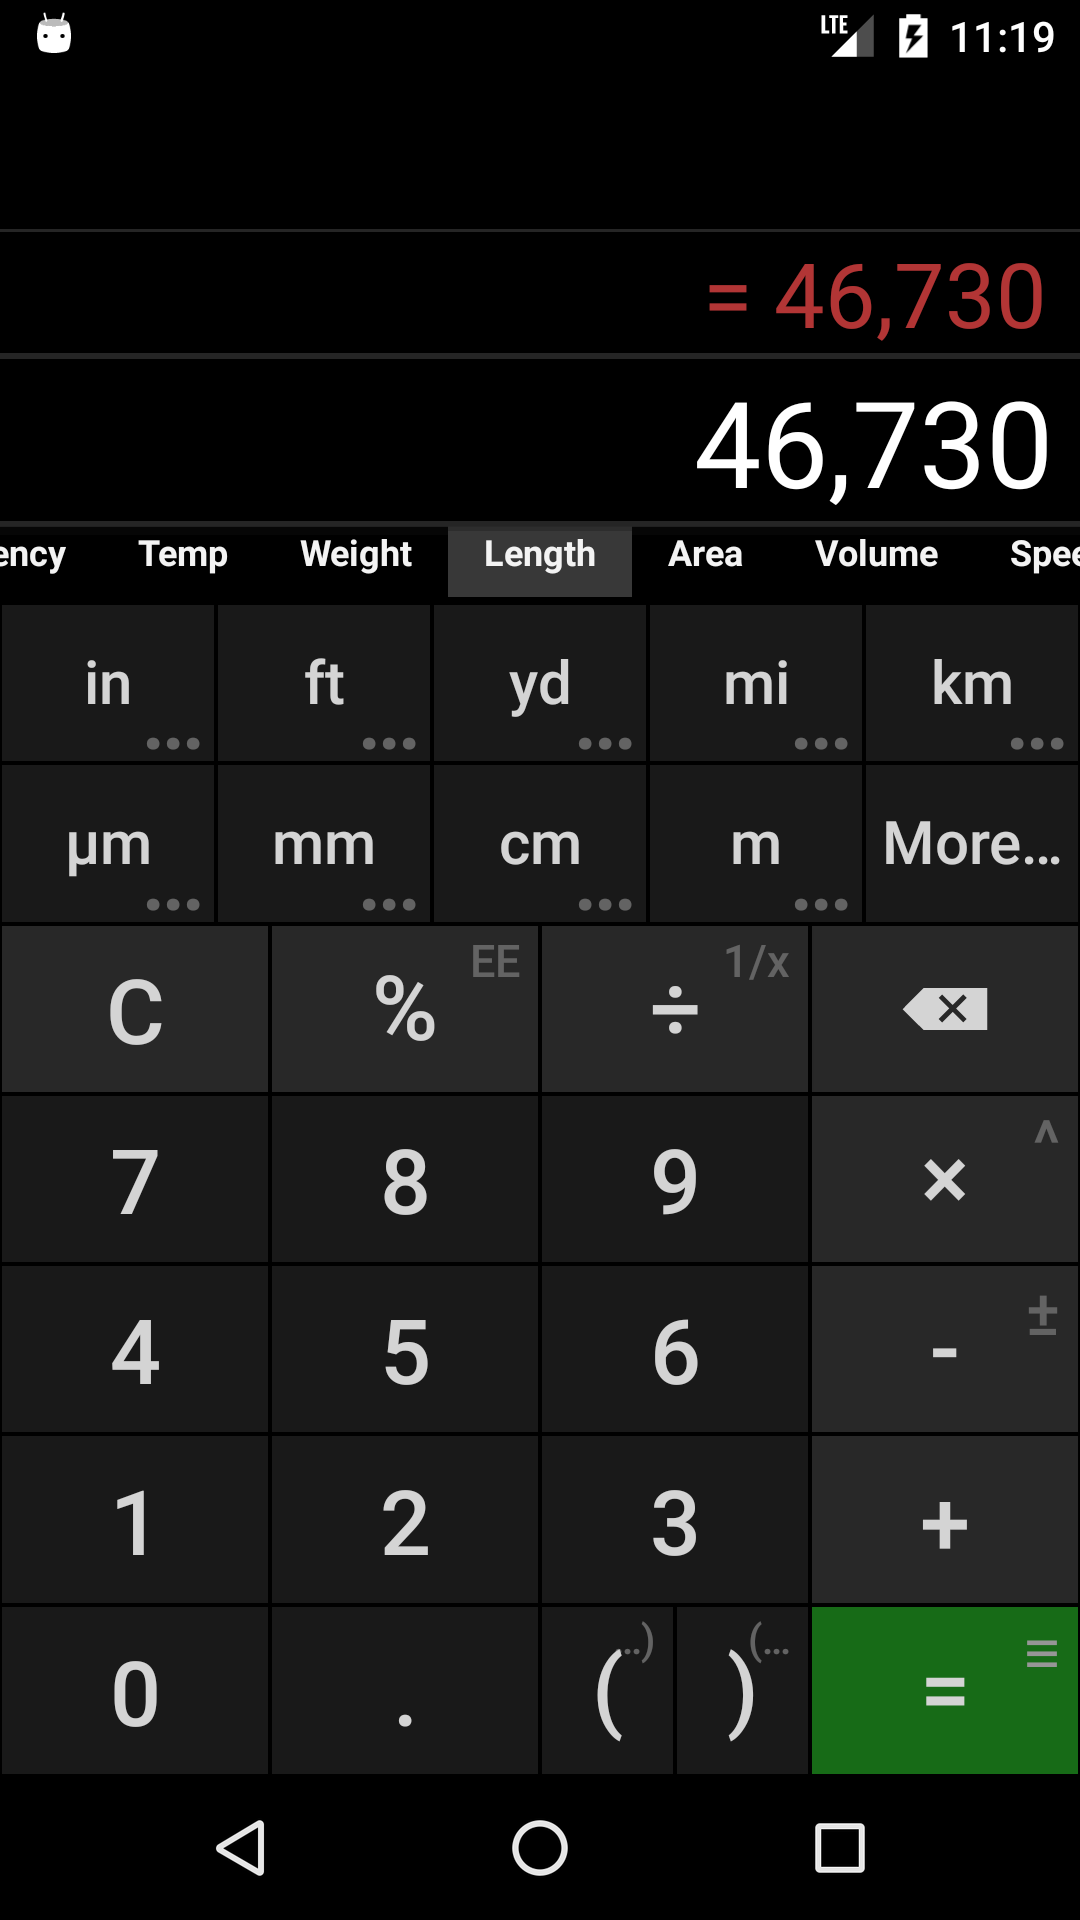 LTE 11:19
= 46,730
46,730
ency Temp Weight Length Area Volume Spee
in ft yd mi km
... ... ... ... ...
µm mm cm m More...
... ... ... ...
C % EE ÷ 1/x
7 8 9 × ^
4 5 6 - ±
1 2 3 +
0 . ( ..) ) (... =